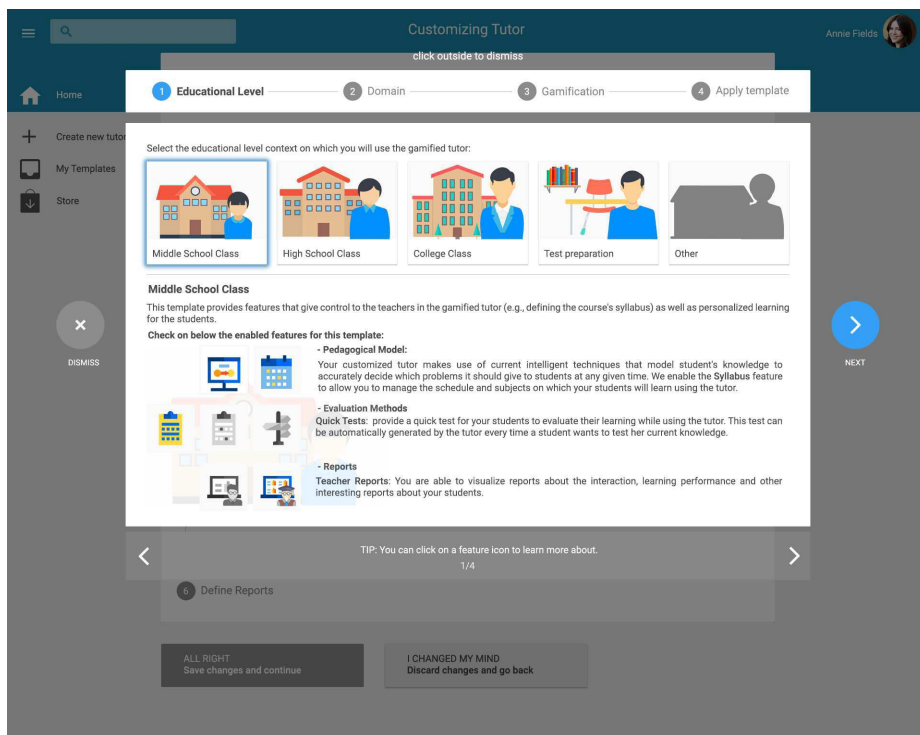 Customizing Tutor
Annie Fields
click outside to dismiss
Home
1 Educational Level
2 Domain
3 Gamification
4 Apply template
Create new tutor
My Templates
Store
Select the educational level context on which you will use the gamified tutor:
Middle School Class
High School Class
College Class
Test preparation
Other
Middle School Class
This template provides features that give control to the teachers in the gamified tutor (e.g., defining the course's syllabus) as well as personalized learning
for the students.
Check on below the enabled features for this template:
- Pedagogical Model:
Your customized tutor makes use of current intelligent techniques that model student's knowledge to
accurately decide which problems it should give to students at any given time. We enable the Syllabus feature
to allow you to manage the schedule and subjects on which your students will learn using the tutor.
- Evaluation Methods
Quick Tests: provide a quick test for your students to evaluate their learning while using the tutor. This test can
be automatically generated by the tutor every time a student wants to test her current knowledge.
- Reports
Teacher Reports: You are able to visualize reports about the interaction, learning performance and other
interesting reports about your students.
DISMISS
NEXT
TIP: You can click on a feature icon to learn more about.
1/4
6 Define Reports
ALL RIGHT
Save changes and continue
I CHANGED MY MIND
Discard changes and go back